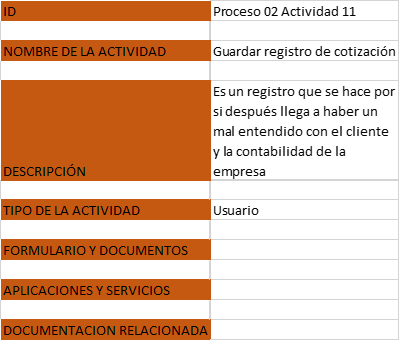 ID Proceso 02 Actividad 11
NOMBRE DE LA ACTIVIDAD Guardar registro de cotización
DESCRIPCIÓN Es un registro que se hace por
si después llega a haber un
mal entendido con el cliente
y la contabilidad de la
empresa
TIPO DE LA ACTIVIDAD Usuario
FORMULARIO Y DOCUMENTOS
APLICACIONES Y SERVICIOS
DOCUMENTACION RELACIONADA